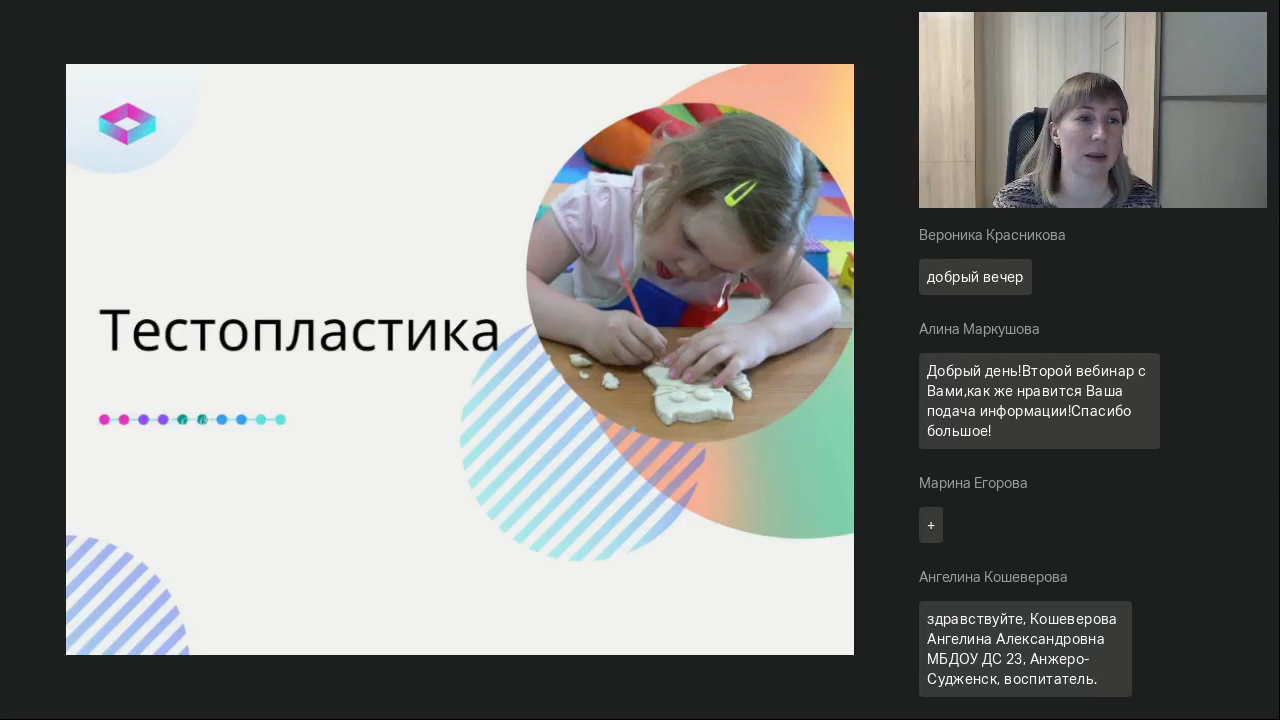 Тестопластика
Вероника Красникова
добрый вечер
Алина Маркушова
Добрый день!Второй вебинар с
Вами,как же нравится Ваша
подача информации!Спасибо
большое!
Марина Егорова
+
Ангелина Кошеверова
здравствуйте, Кошеверова
Ангелина Александровна
МБДОУ ДС 23, Анжеро-
Судженск, воспитатель.